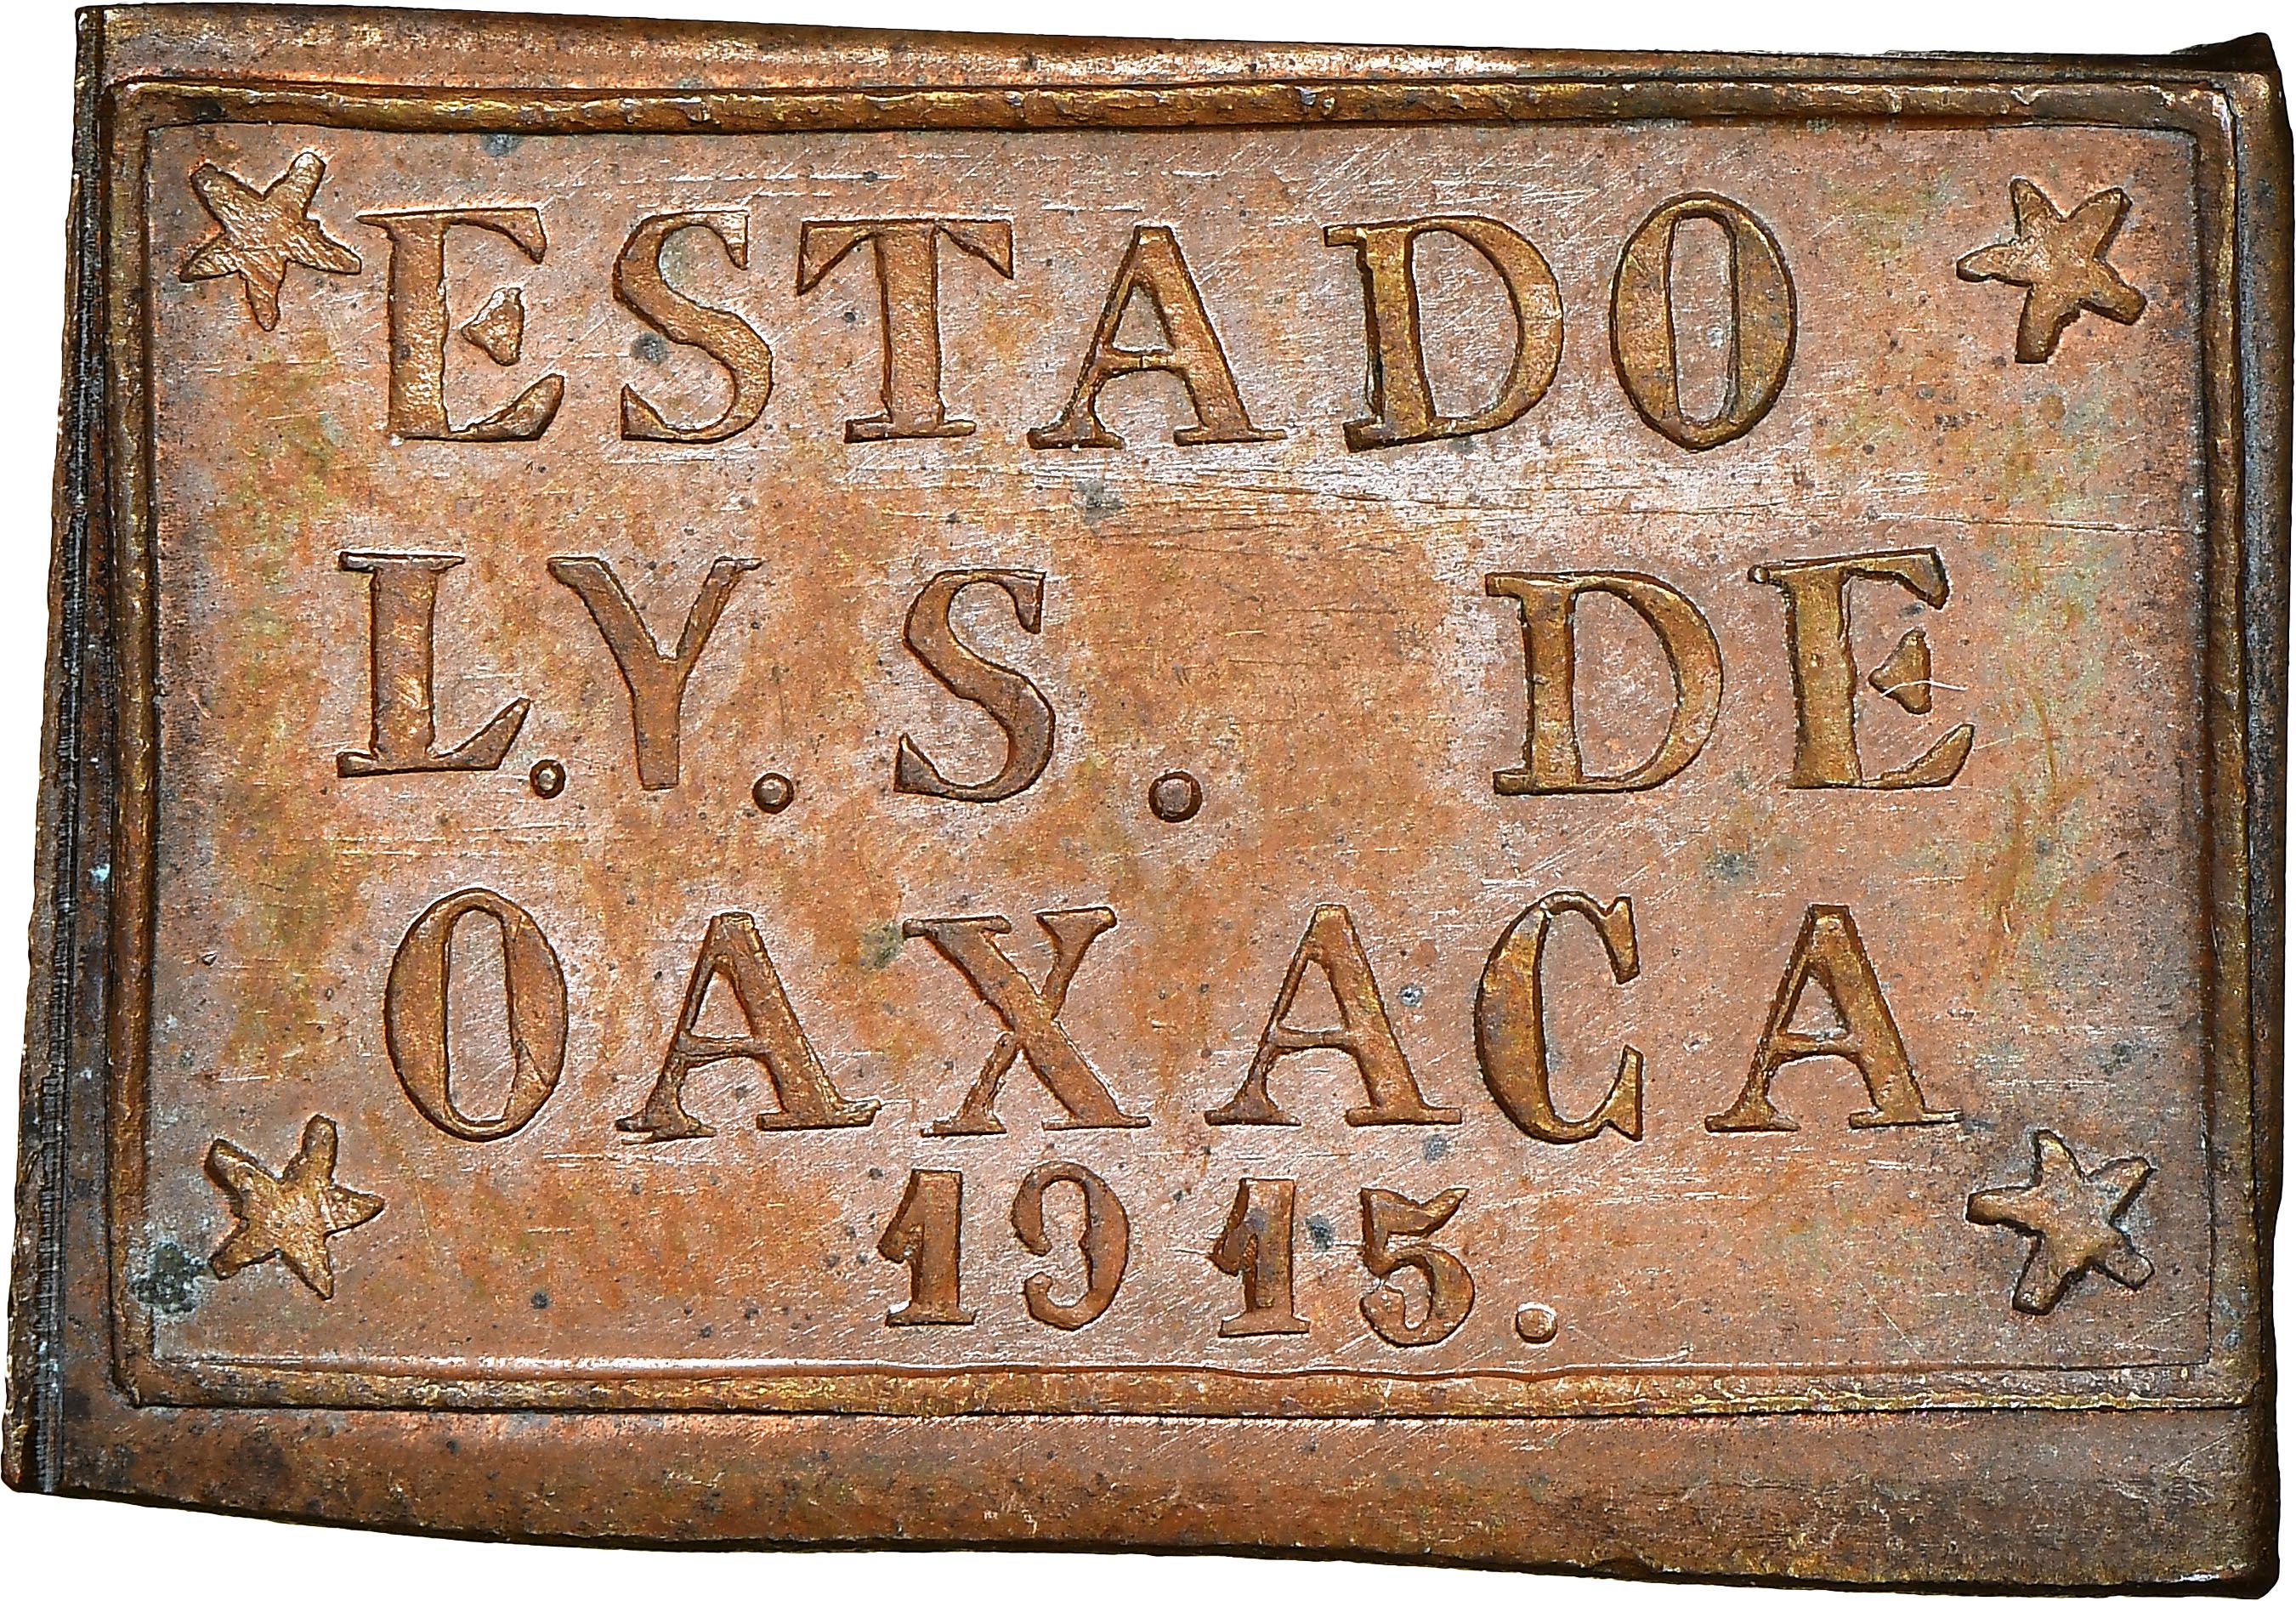 ESTADO
L.Y.S. DE
OAXACA
1915.